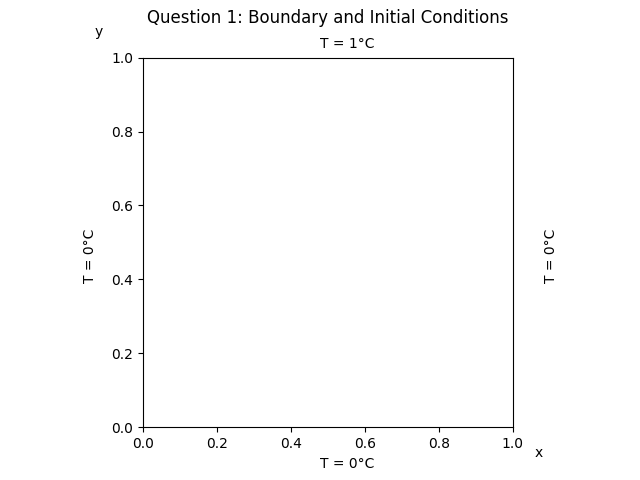 Question 1: Boundary and Initial Conditions
y
T = 1°C
1.0
0.8
0.6
0.4
0.2
0.0
T = 0°C
T = 0°C
0.0 0.2 0.4 0.6 0.8 1.0
x
T = 0°C